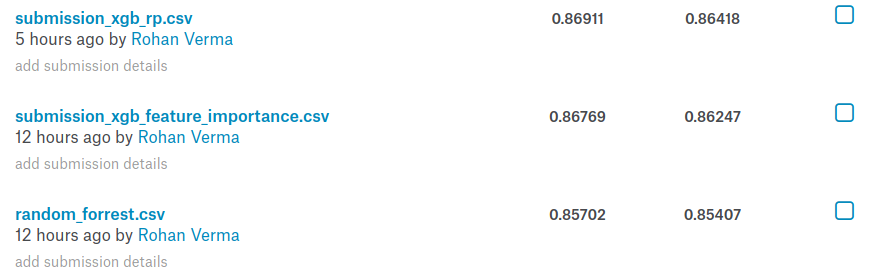 submission_xgb_rp.csv 0.86911 0.86418
5 hours ago by Rohan Verma
add submission details
submission_xgb_feature_importance.csv 0.86769 0.86247
12 hours ago by Rohan Verma
add submission details
random_forrest.csv 0.85702 0.85407
12 hours ago by Rohan Verma
add submission details